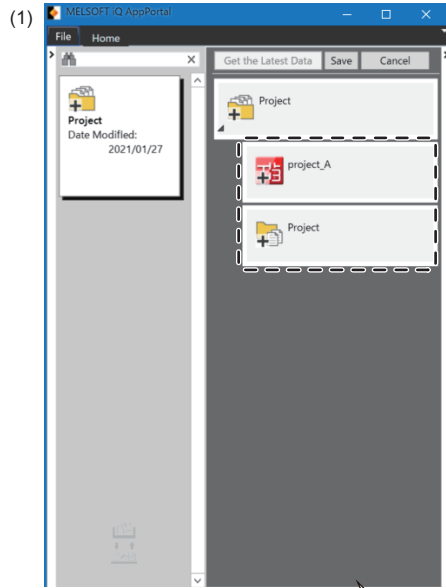 (1)
MELSOFT iQ AppPortal
File Home
Get the Latest Data Save Cancel
Project
Date Modified:
2021/01/27
Project
project_A
Project